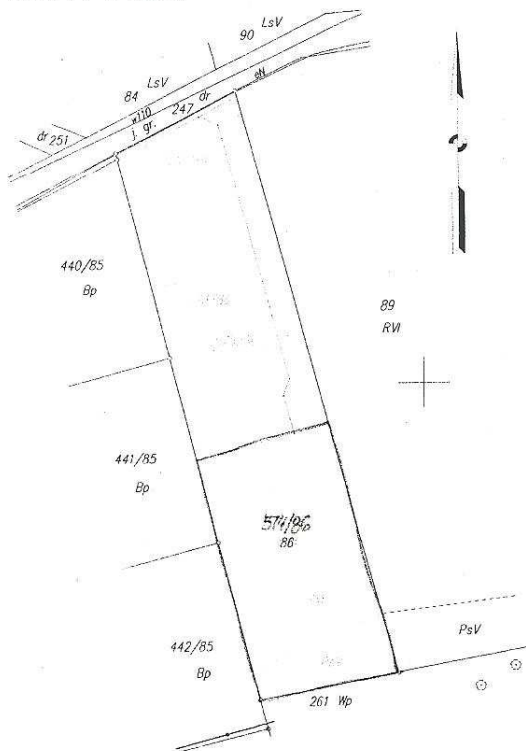 90 LsV
84 LsV
eN
w110 247 dr
j. gr.
dr 251
440/85
Bp
89
RVI
441/85
Bp
86
PsV
442/85
Bp
261 Wp